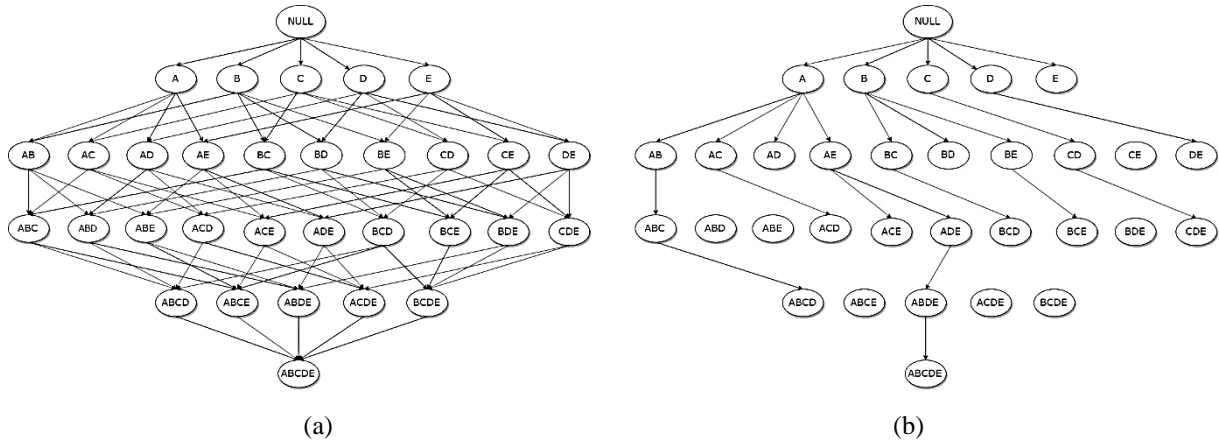 NULL NULL
A B C D E A B C D E
AB AC AD AE BC BD BE CD CE DE AB AC AD AE BC BD BE CD CE DE
ABC ABD ABE ACD ACE ADE BCD BCE BDE CDE ABC ABD ABE ACD ACE ADE BCD BCE BDE CDE
ABCD ABCE ABDE ACDE BCDE ABCD ABCE ABDE ACDE BCDE
ABCDE ABCDE
(a) (b)